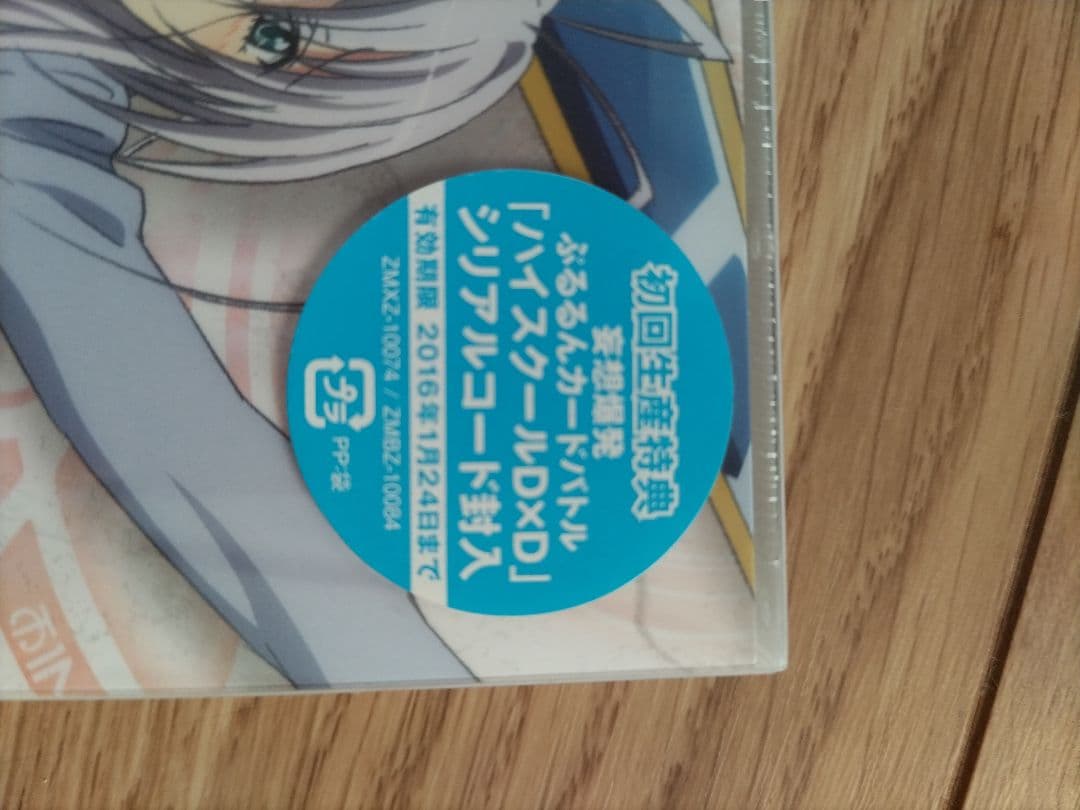 初回生産特典
妄想爆発
ぷるるんカードバトル
「ハイスクールD×D」
シリアルコード封入
有効期限 2016年1月24日まで
ZMXZ-10074 / ZMBZ-10084
プラ
PP:袋